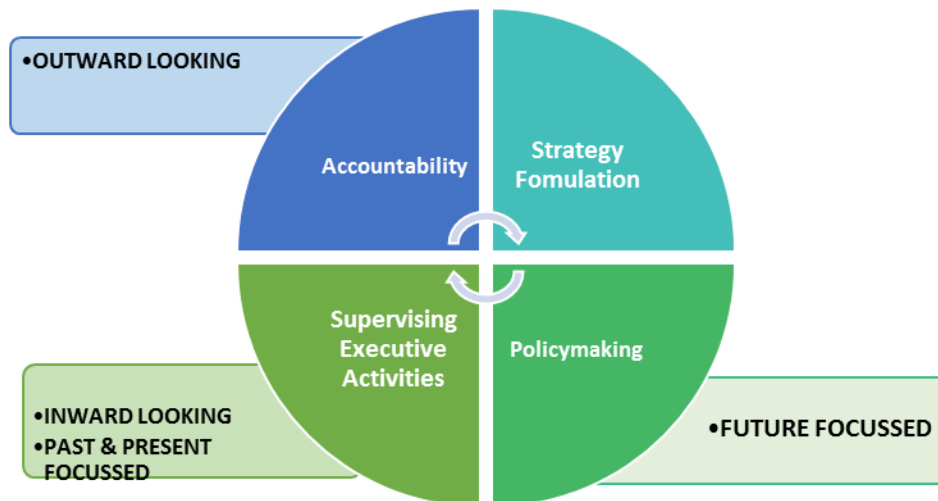 •OUTWARD LOOKING
Accountability
Strategy
Fomulation
Supervising
Executive
Activities
Policymaking
•INWARD LOOKING
•PAST & PRESENT
FOCUSSED
•FUTURE FOCUSSED